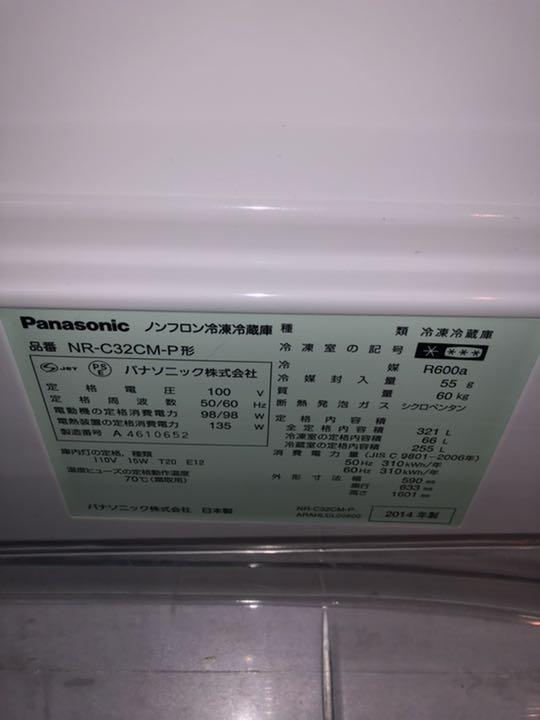 Panasonic ノンフロン冷凍冷蔵庫
品番 NR-C32CM-P形
JET PS E パナソニック株式会社
定格電圧 100 V
定格周波数 50/60 Hz
電動機の定格消費電力 98/98 W
電熱装置の定格消費電力 135 W
製造番号 A 4610652
庫内灯の定格、種類
110V 15W T20 E12
温度ヒューズの定格動作温度
70℃(霜取用)
パナソニック株式会社 日本製
種類 冷凍冷蔵庫
冷凍室の記号 * ***
冷媒 R600a
冷媒封入量 55 g
質量 60 kg
断熱発泡ガス シクロペンタン
定格内容積
全定格内容積 321 L
冷凍室の定格内容積 66 L
冷蔵室の定格内容積 255 L
消費電力量 (JIS C 9801-2006年)
50Hz 310kWh/年
60Hz 310kWh/年
外形寸法 幅 590 mm
奥行 633 mm
高さ 1601 mm
NR-C32CM-P
2014 年製